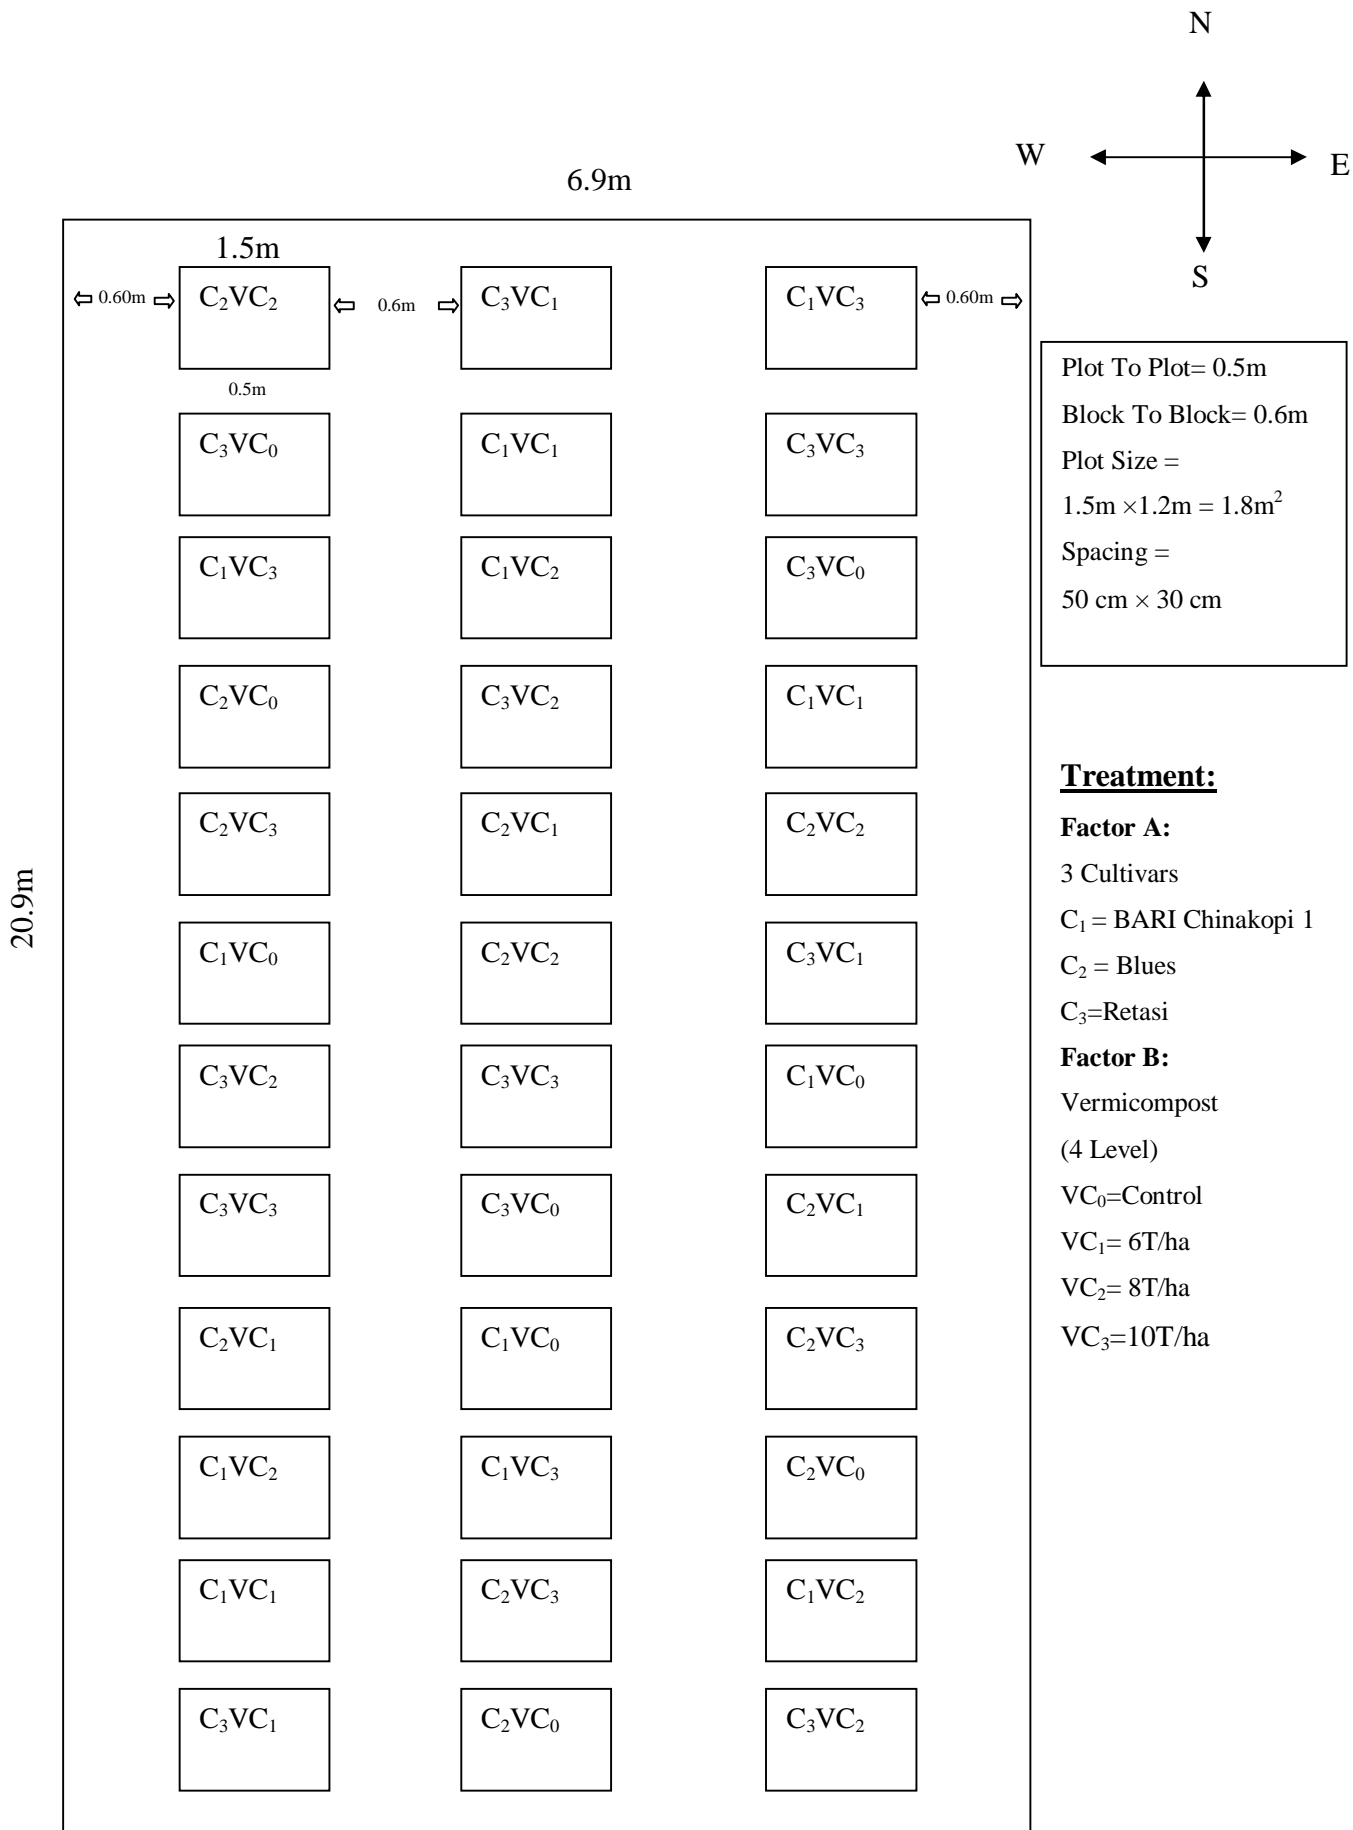 N
W
E
S
6.9m
1.5m
0.60m
C₂VC₂
0.6m
C₃VC₁
C₁VC₃
0.60m
0.5m
C₃VC₀
C₁VC₁
C₃VC₃
C₁VC₃
C₁VC₂
C₃VC₀
C₂VC₀
C₃VC₂
C₁VC₁
C₂VC₃
C₂VC₁
C₂VC₂
20.9m
C₁VC₀
C₂VC₂
C₃VC₁
C₃VC₂
C₃VC₃
C₁VC₀
C₃VC₃
C₃VC₀
C₂VC₁
C₂VC₁
C₁VC₀
C₂VC₃
C₁VC₂
C₁VC₃
C₂VC₀
C₁VC₁
C₂VC₃
C₁VC₂
C₃VC₁
C₂VC₀
C₃VC₂
Plot To Plot= 0.5m
Block To Block= 0.6m
Plot Size =
1.5m ×1.2m = 1.8m²
Spacing =
50 cm × 30 cm
Treatment:
Factor A:
3 Cultivars
C₁ = BARI Chinakopi 1
C₂ = Blues
C₃=Retasi
Factor B:
Vermicompost
(4 Level)
VC₀=Control
VC₁= 6T/ha
VC₂= 8T/ha
VC₃=10T/ha